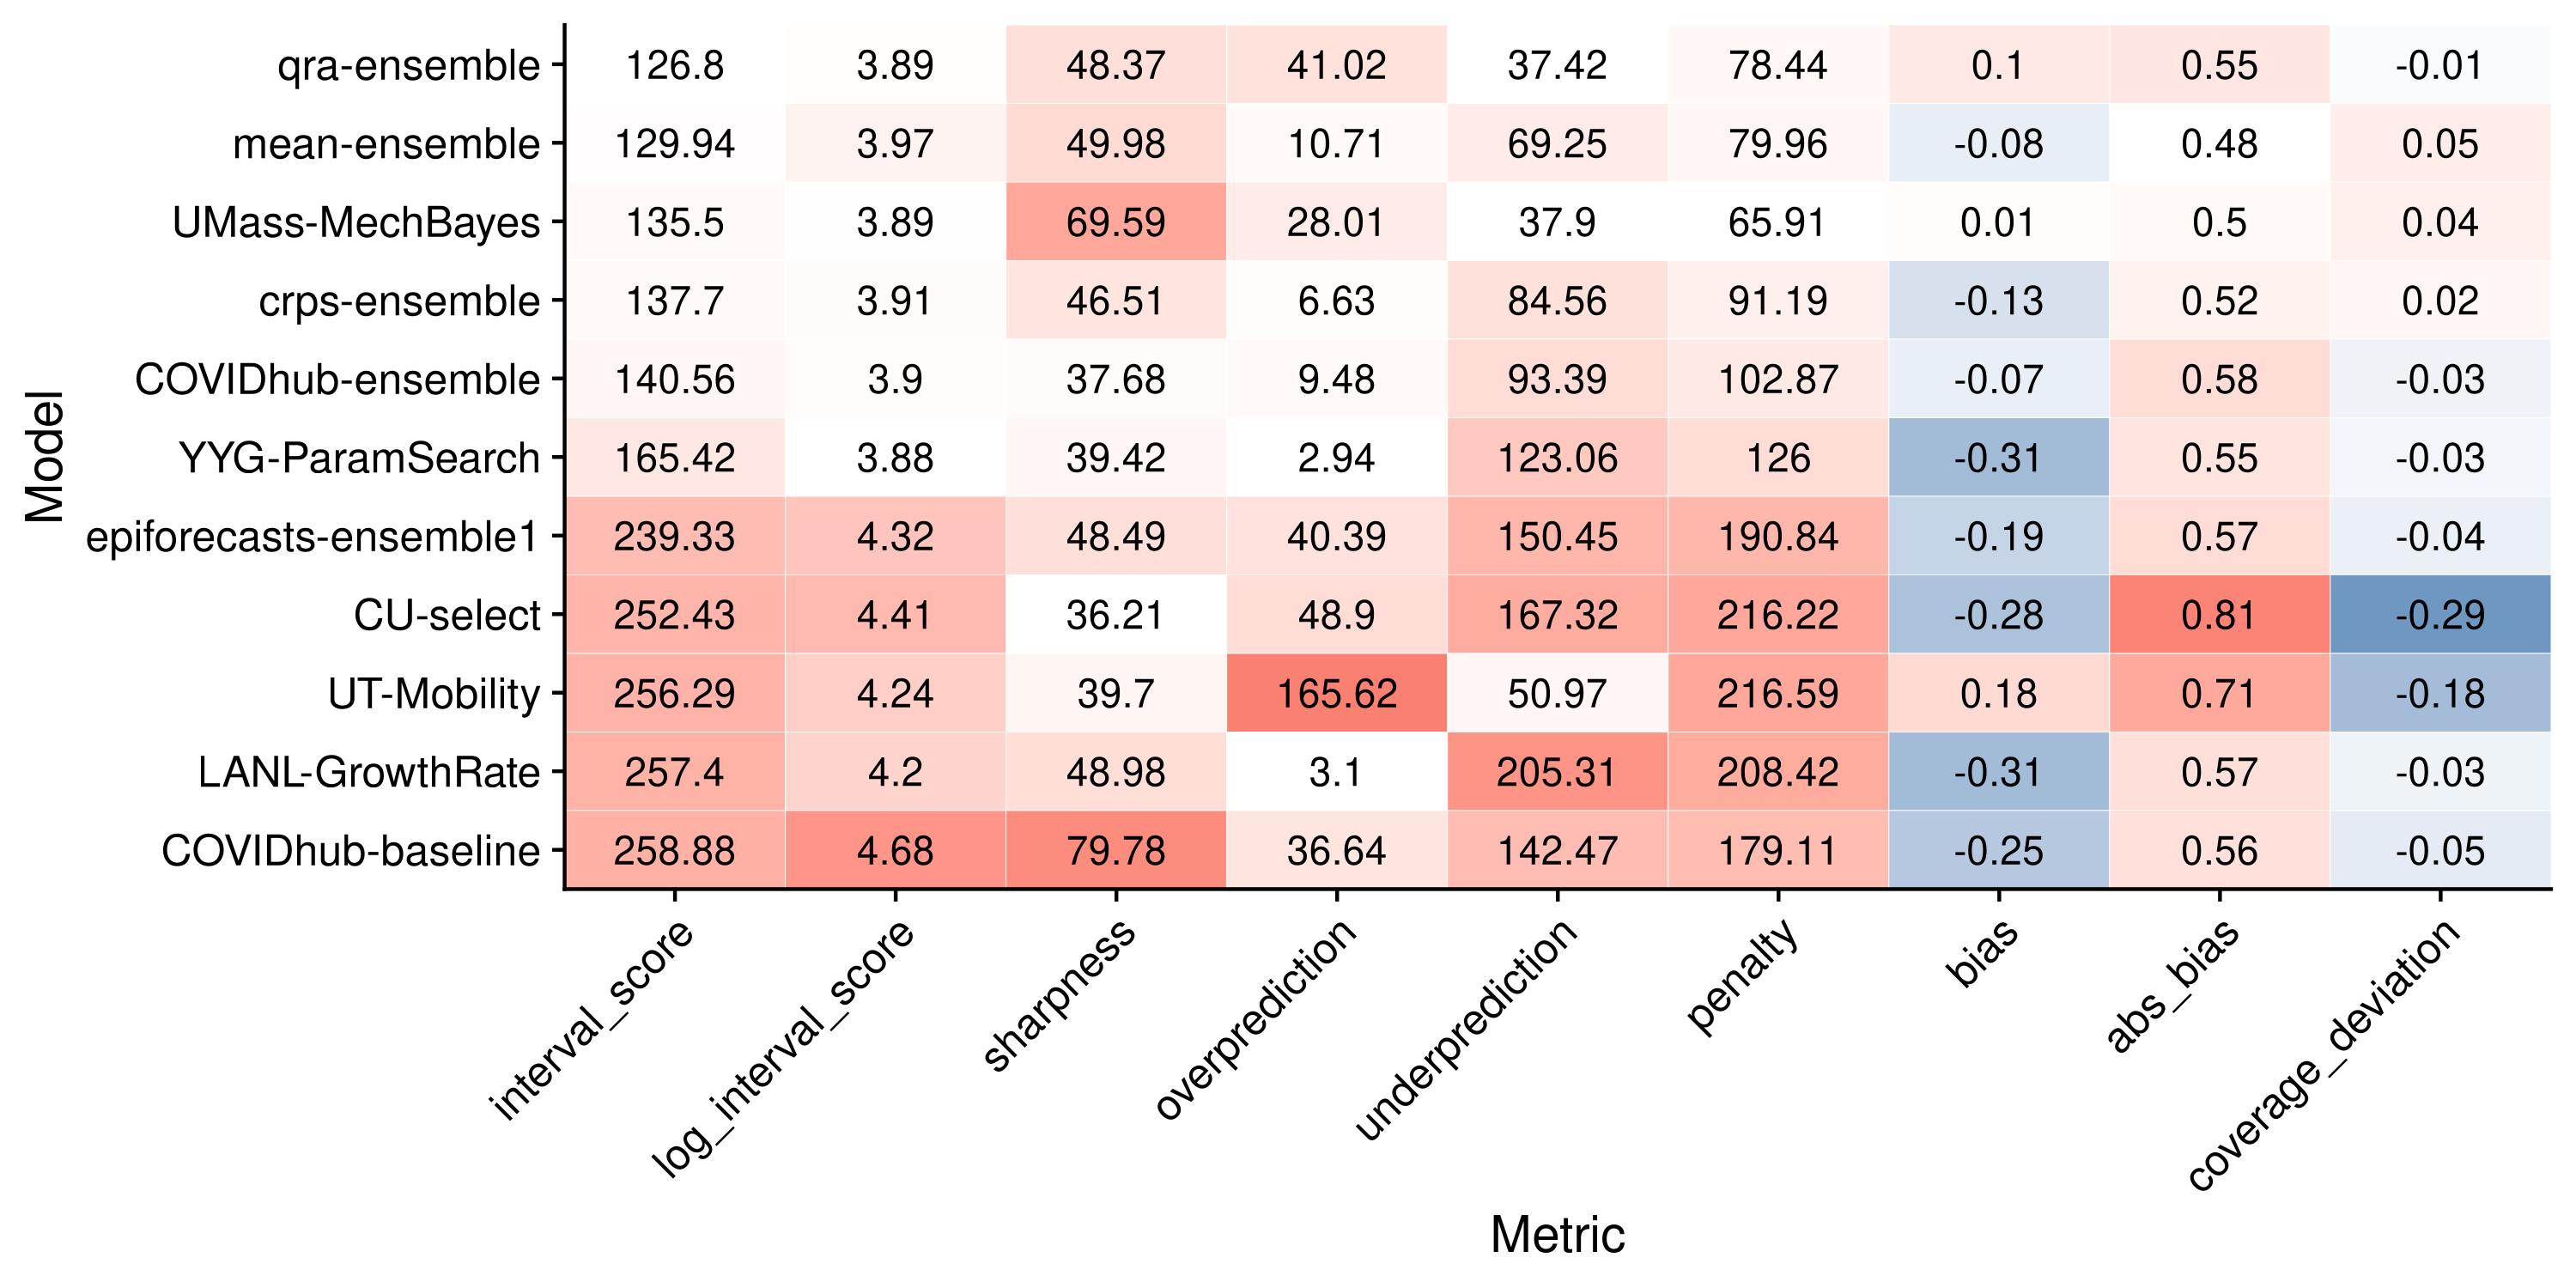 qra-ensemble 126.8 3.89 48.37 41.02 37.42 78.44 0.1 0.55 -0.01
mean-ensemble 129.94 3.97 49.98 10.71 69.25 79.96 -0.08 0.48 0.05
UMass-MechBayes 135.5 3.89 69.59 28.01 37.9 65.91 0.01 0.5 0.04
crps-ensemble 137.7 3.91 46.51 6.63 84.56 91.19 -0.13 0.52 0.02
COVIDhub-ensemble 140.56 3.9 37.68 9.48 93.39 102.87 -0.07 0.58 -0.03
YYG-ParamSearch 165.42 3.88 39.42 2.94 123.06 126 -0.31 0.55 -0.03
epiforecasts-ensemble1 239.33 4.32 48.49 40.39 150.45 190.84 -0.19 0.57 -0.04
CU-select 252.43 4.41 36.21 48.9 167.32 216.22 -0.28 0.81 -0.29
UT-Mobility 256.29 4.24 39.7 165.62 50.97 216.59 0.18 0.71 -0.18
LANL-GrowthRate 257.4 4.2 48.98 3.1 205.31 208.42 -0.31 0.57 -0.03
COVIDhub-baseline 258.88 4.68 79.78 36.64 142.47 179.11 -0.25 0.56 -0.05
Model
interval_score
log_interval_score
sharpness
overprediction
underprediction
penalty
bias
abs_bias
coverage_deviation
Metric